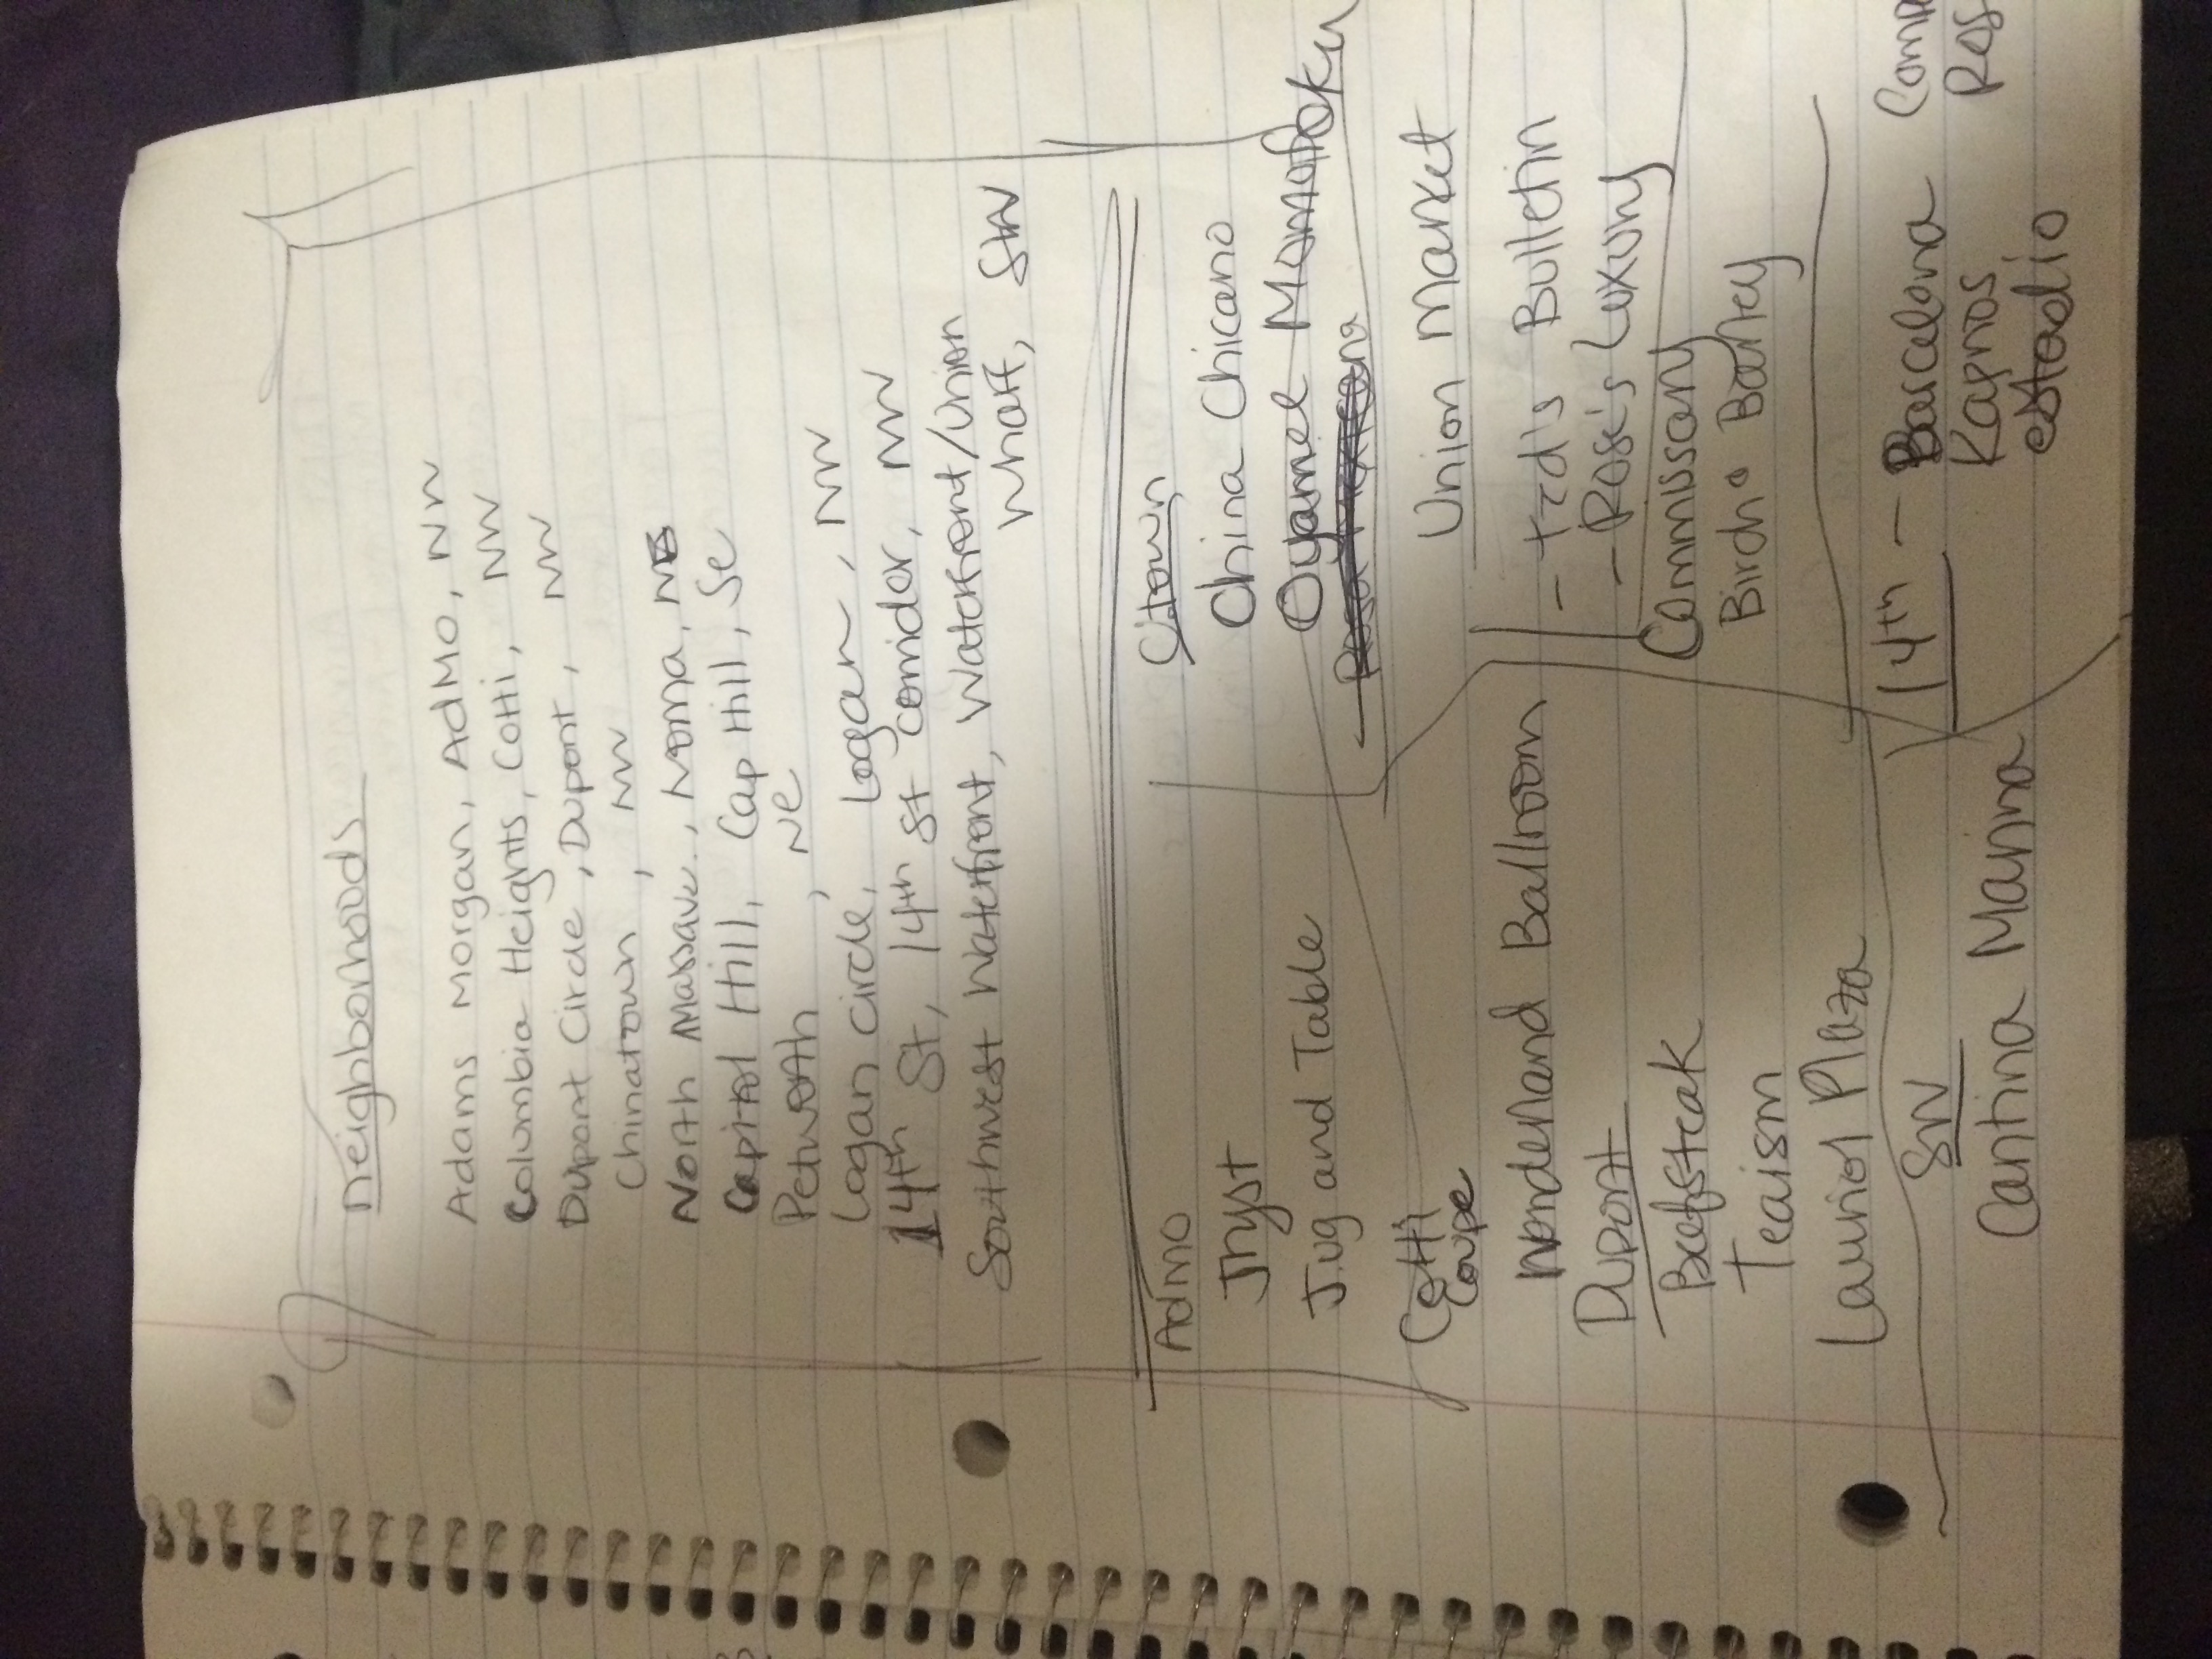 neighborhoods
Adams Morgan, AdMo, NW
Columbia Heights, CoHi, NW
Dupont Circle, Dupont, NW
Chinatown, NW
North Massave., Noma, NE
Capitol Hill, Cap Hill, Se
Petworth, Ne
Logan Circle, Logan, NW
14th St, 14th St corridor, NW
Southwest Waterfront, Waterfront/Union
Wharf, SW
AdMo
Tryst
Jug and Table
CoHi
Coupe
Wonderland Ballroom
Dupont
Beefsteak
Teaism
Lauriol Plaza
SW
Cantina Marina
Ctown
China Chicano
Oyamel Momofoku
Rosa Mexicana
Union Market
- Ted's Bulletin
- Rose's Luxury
Commissary
Birch & Barley
14th - Barcelona Comp
Kapnos, Ros
estadio